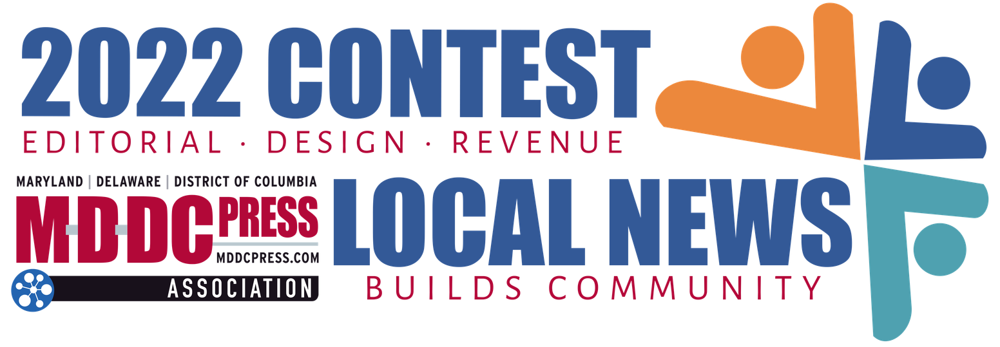 2022 CONTEST
EDITORIAL · DESIGN · REVENUE
MARYLAND | DELAWARE | DISTRICT OF COLUMBIA
MDDC PRESS
MDDCPRESS.COM
ASSOCIATION
LOCAL NEWS
BUILDS COMMUNITY